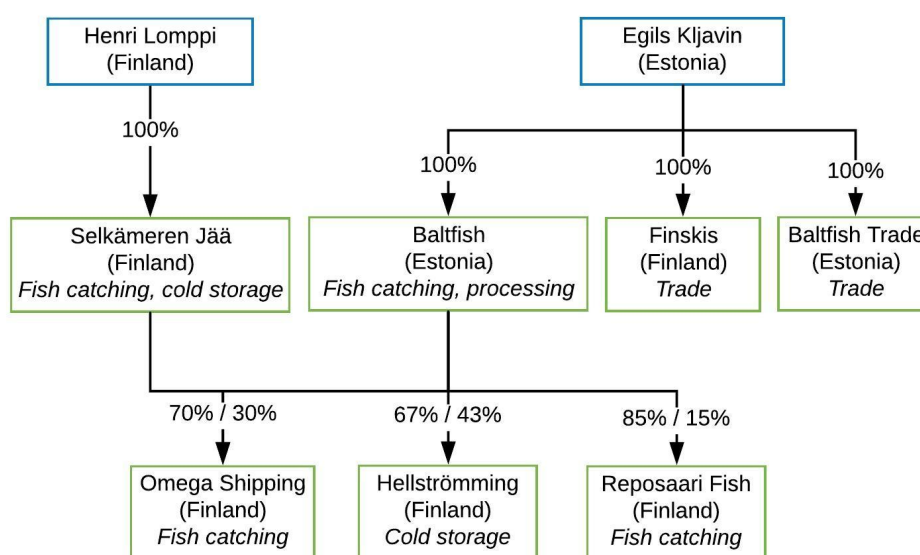 Henri Lomppi
(Finland)
Egils Kljavin
(Estonia)
100%
100%
100%
100%
Selkämeren Jää
(Finland)
Fish catching, cold storage
Baltfish
(Estonia)
Fish catching, processing
Finskis
(Finland)
Trade
Baltfish Trade
(Estonia)
Trade
70% / 30%
67% / 43%
85% / 15%
Omega Shipping
(Finland)
Fish catching
Hellströmming
(Finland)
Cold storage
Reposaari Fish
(Finland)
Fish catching